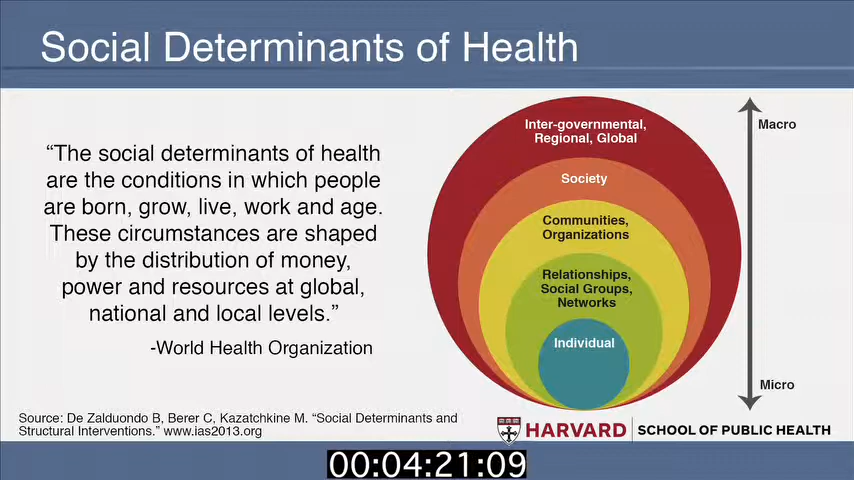 Social Determinants of Health
“The social determinants of health
are the conditions in which people
are born, grow, live, work and age.
These circumstances are shaped
by the distribution of money,
power and resources at global,
national and local levels.”
-World Health Organization
Inter-governmental,
Regional, Global
Society
Communities,
Organizations
Relationships,
Social Groups,
Networks
Individual
Macro
Micro
Source: De Zalduondo B, Berer C, Kazatchkine M. “Social Determinants and
Structural Interventions.” www.ias2013.org
HARVARD SCHOOL OF PUBLIC HEALTH
00:04:21:09